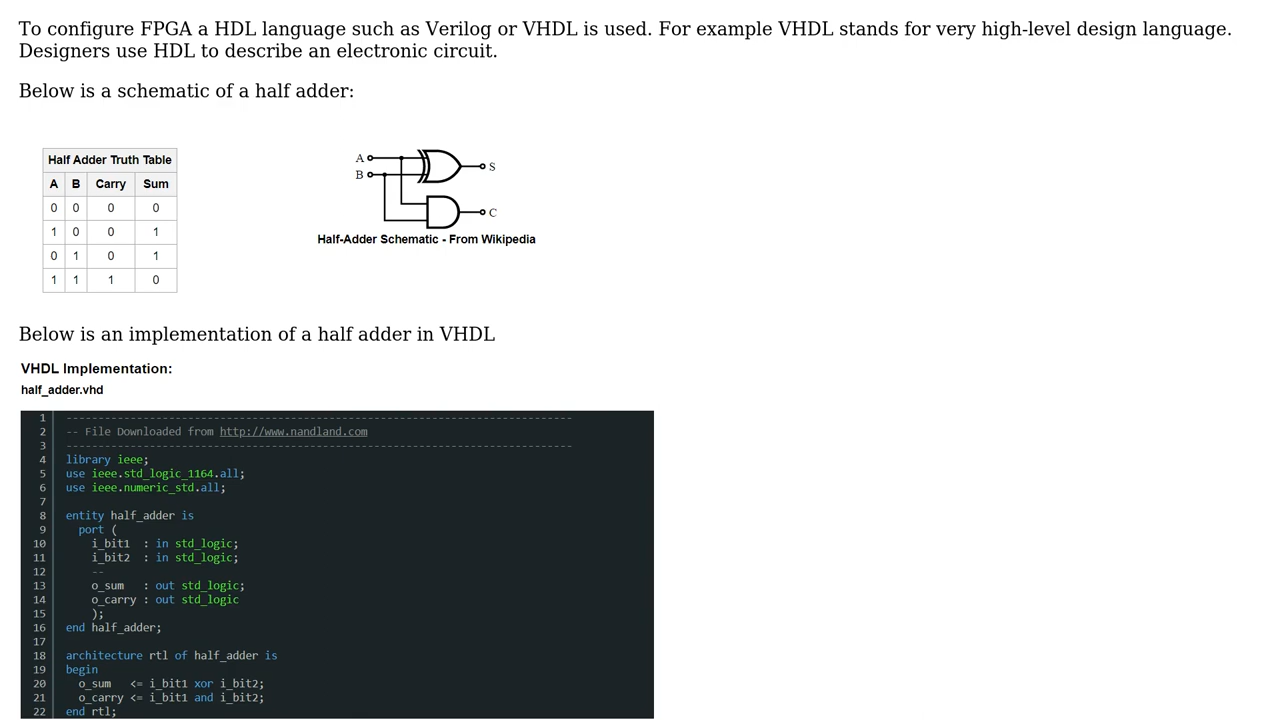 To configure FPGA a HDL language such as Verilog or VHDL is used. For example VHDL stands for very high-level design language.
Designers use HDL to describe an electronic circuit.
Below is a schematic of a half adder:
Half Adder Truth Table
A B Carry Sum
0 0 0 0
1 0 0 1
0 1 0 1
1 1 1 0
A
B
S
C
Half-Adder Schematic - From Wikipedia
Below is an implementation of a half adder in VHDL
VHDL Implementation:
half_adder.vhd
1 -------------------------------------------------------------------------------
2 -- File Downloaded from http://www.nandland.com
3 -------------------------------------------------------------------------------
4 library ieee;
5 use ieee.std_logic_1164.all;
6 use ieee.numeric_std.all;
7
8 entity half_adder is
9   port (
10     i_bit1  : in std_logic;
11     i_bit2  : in std_logic;
12     --
13     o_sum   : out std_logic;
14     o_carry : out std_logic
15     );
16 end half_adder;
17
18 architecture rtl of half_adder is
19 begin
20   o_sum   <= i_bit1 xor i_bit2;
21   o_carry <= i_bit1 and i_bit2;
22 end rtl;